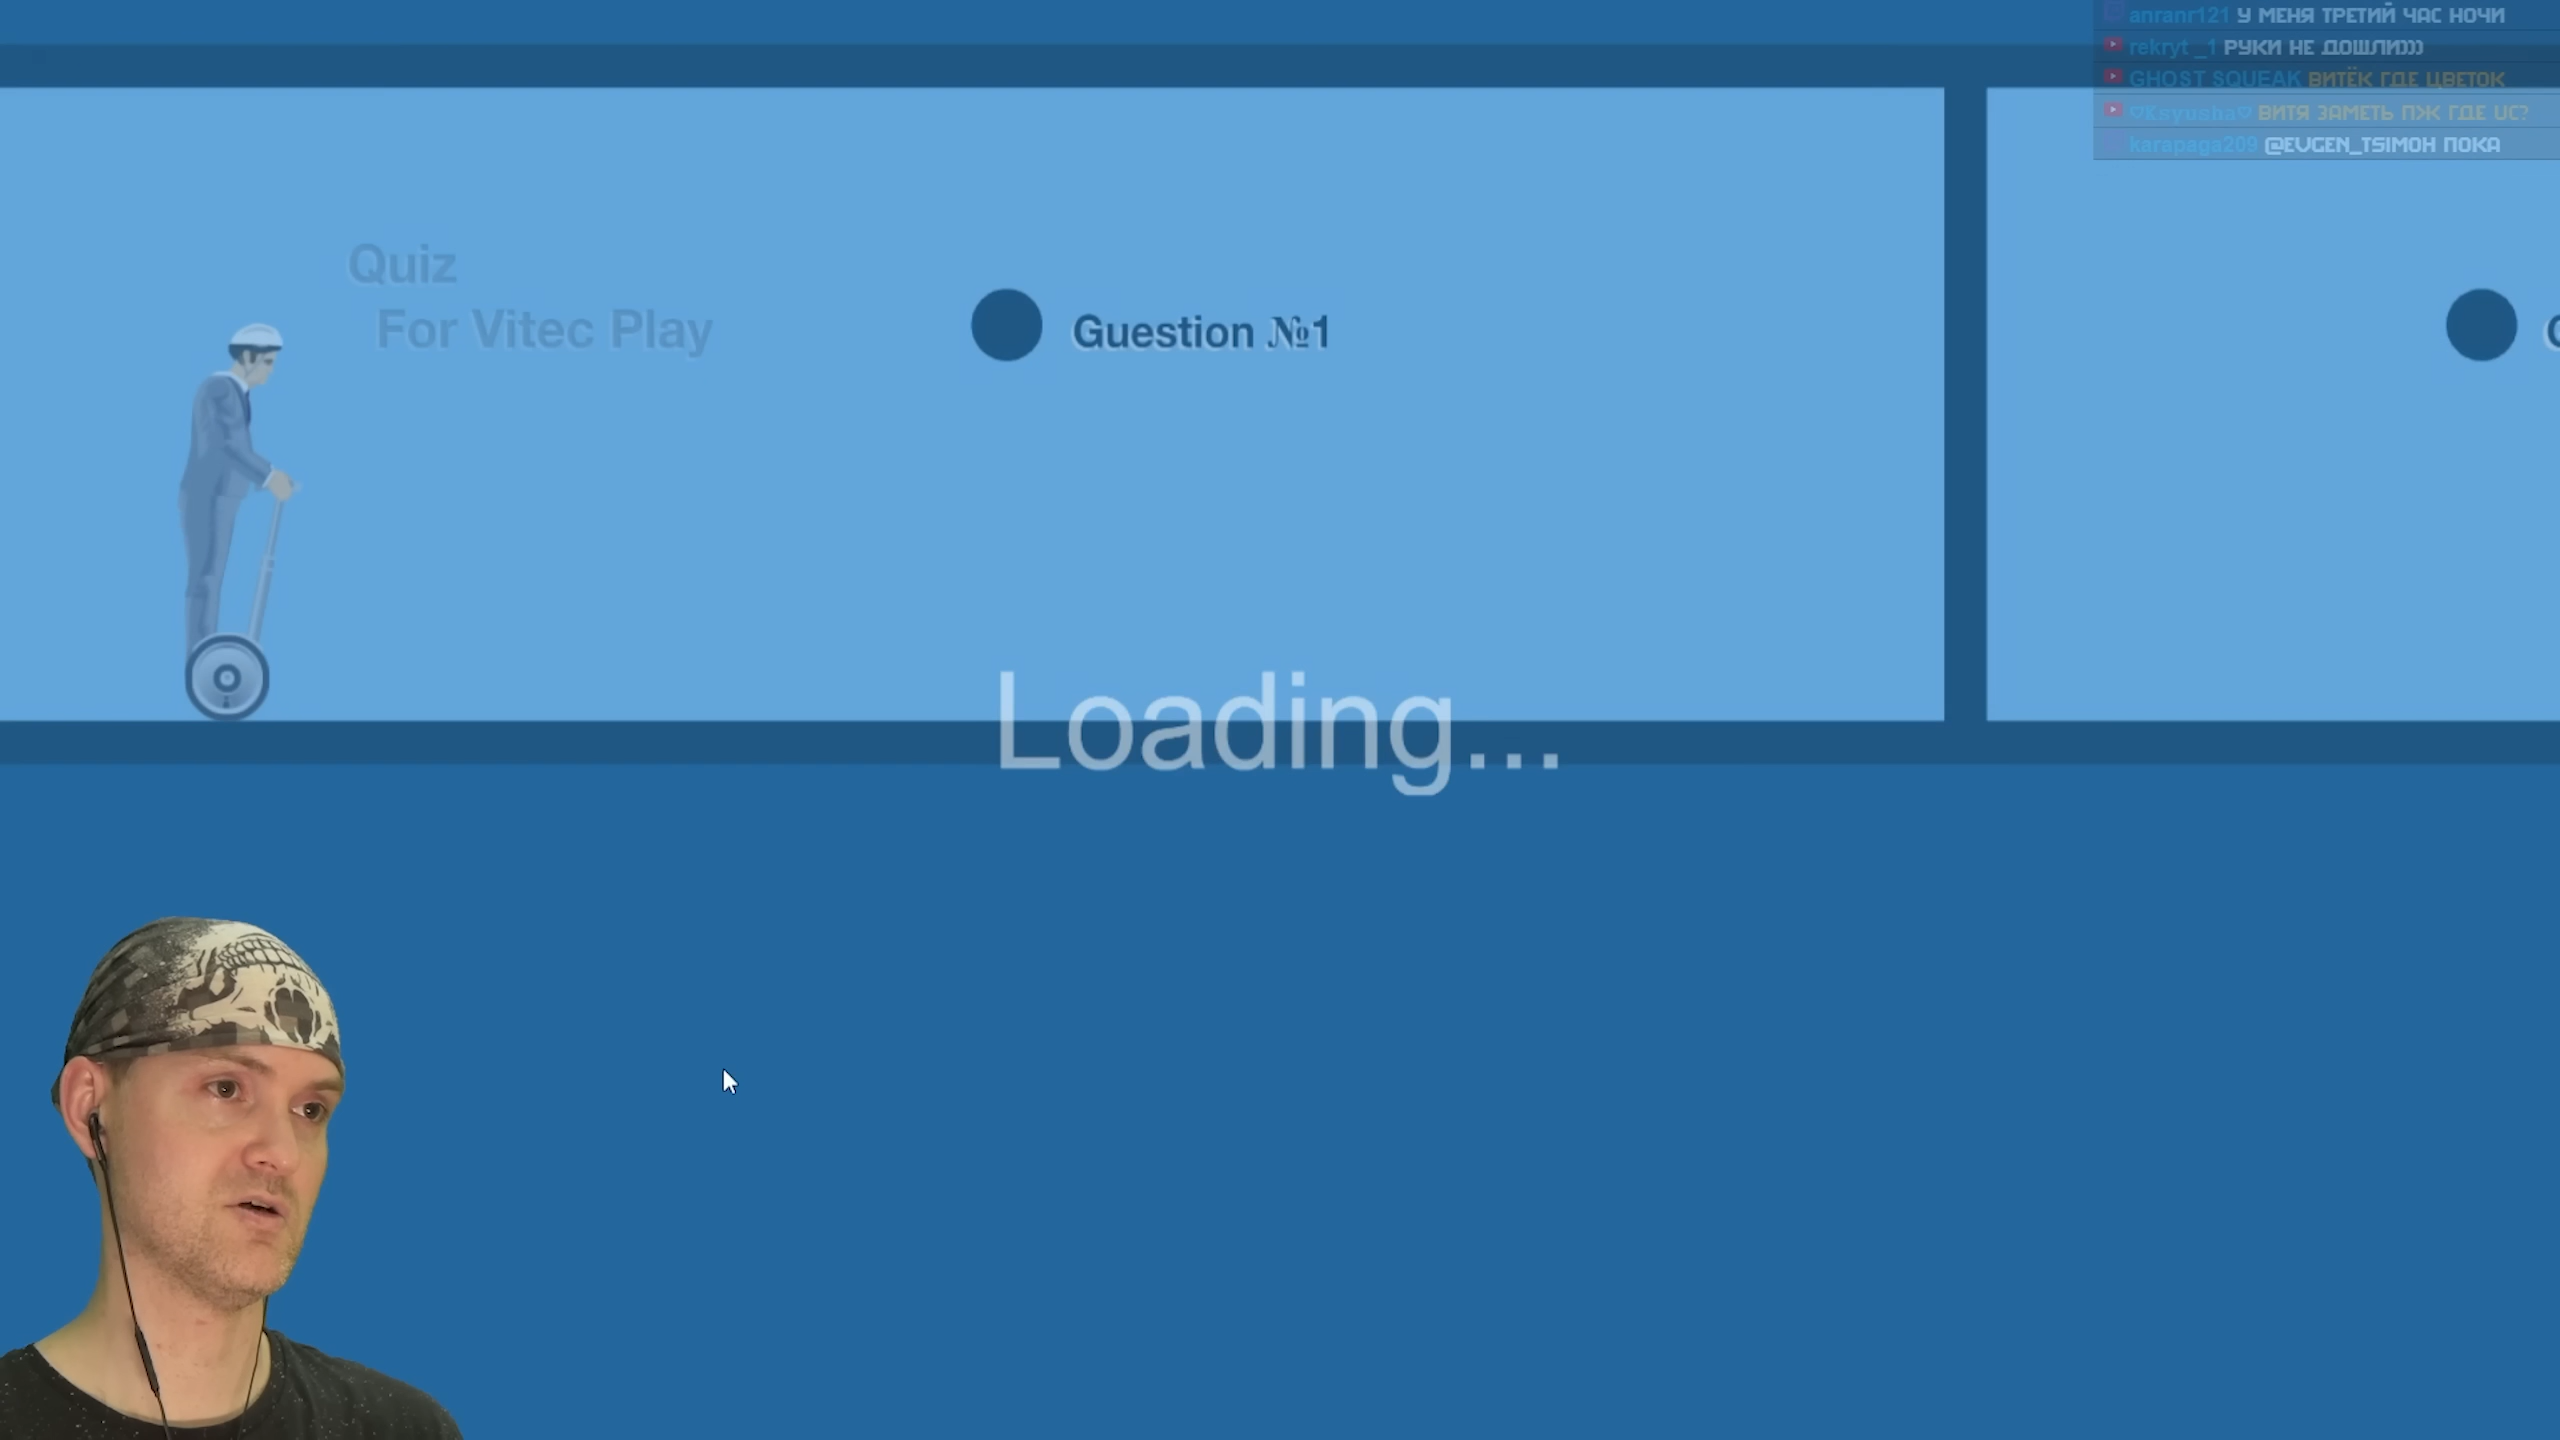 anranr121 У МЕНЯ ТРЕТИЙ ЧАС НОЧИ
rekryt_1 РУКИ НЕ ДОШЛИ)))
GHOST SQUEAK ВИТЁК ГДЕ ЦВЕТОК
♡Ksyusha♡ ВИТЯ ЗАМЕТЬ ПЖ ГДЕ UC?
karapaga209 @EVGEN_TSIMOH ПОКА
Quiz
For Vitec Play
Guestion №1
Loading...